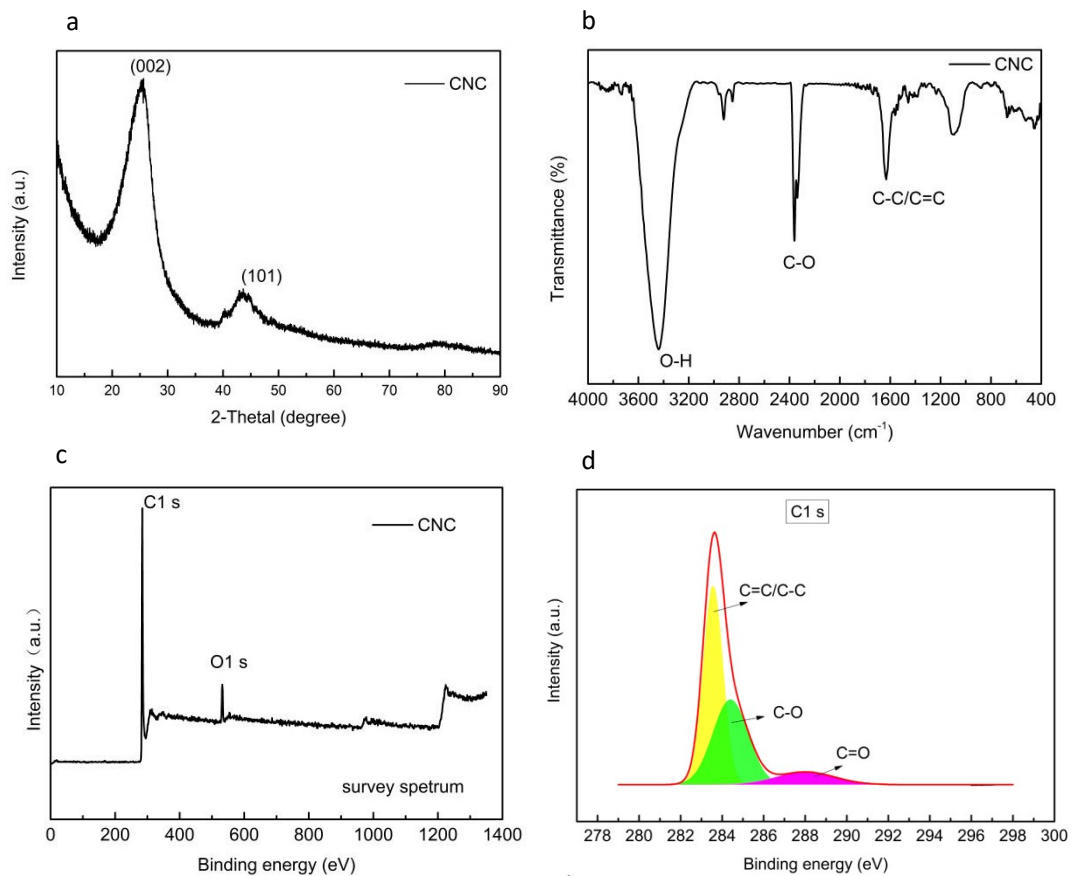 a
(002)
CNC
(101)
Intensity (a.u.)
10 20 30 40 50 60 70 80 90
2-Thetal (degree)
b
CNC
C-C/C=C
C-O
O-H
Transmittance (%)
4000 3600 3200 2800 2400 2000 1600 1200 800 400
Wavenumber (cm⁻¹)
c
C1 s
CNC
O1 s
survey spetrum
Intensity (a.u.)
0 200 400 600 800 1000 1200 1400
Binding energy (eV)
d
C1 s
C=C/C-C
C-O
C=O
Intensity (a.u.)
278 280 282 284 286 288 290 292 294 296 298 300
Binding energy (eV)